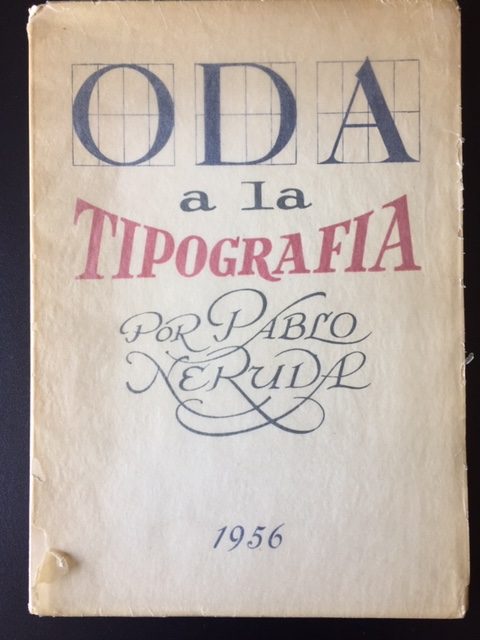 ODA
a la
TIPOGRAFIA
POR PABLO
NERUDA
1956